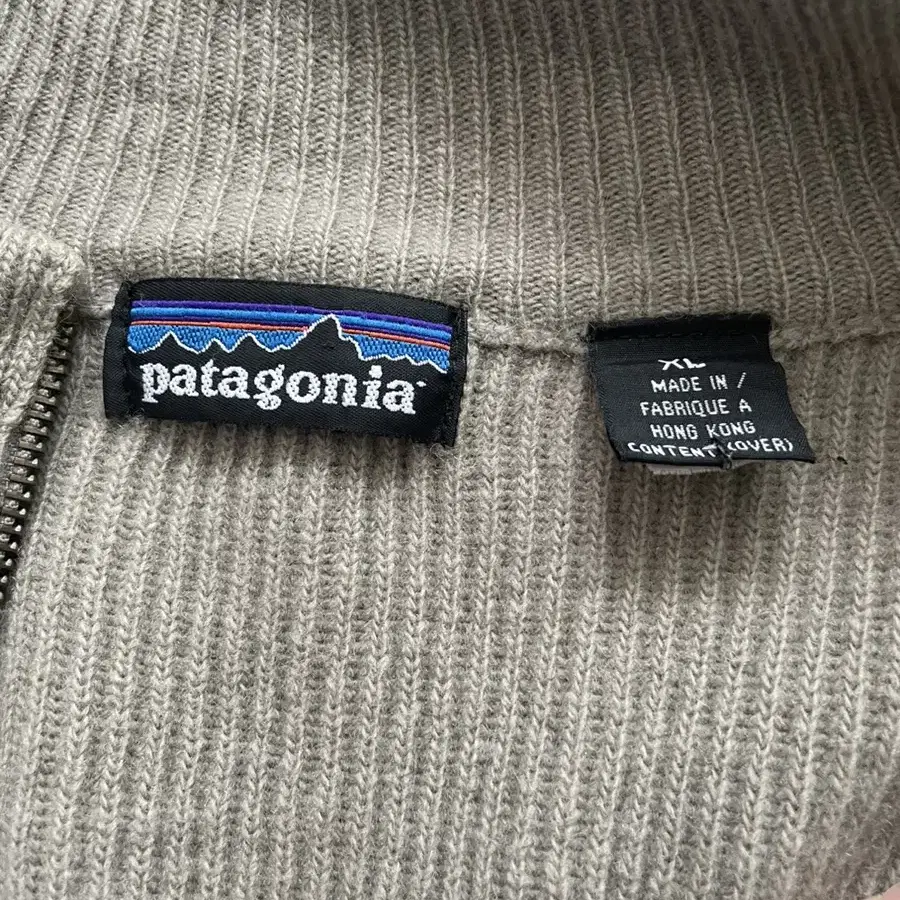 patagonia
XL
MADE IN /
FABRIQUE A
HONG KONG
CONTENT (OVER)